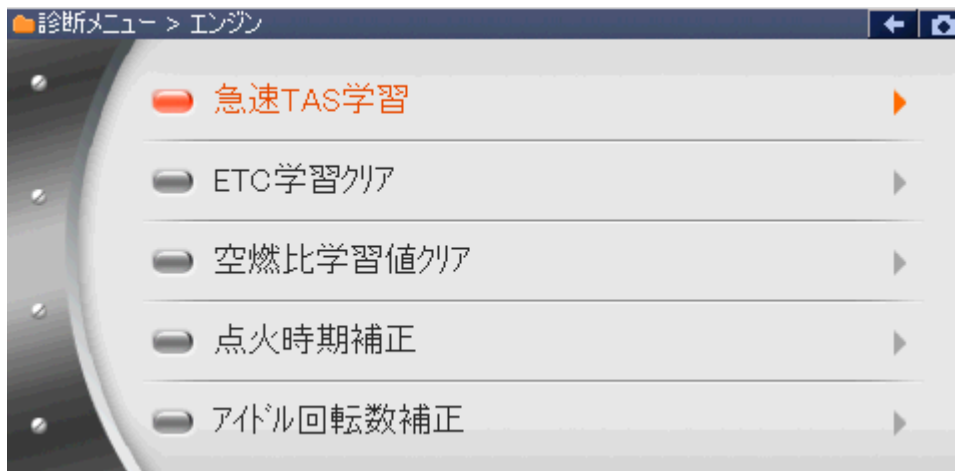 診断メニュー > エンジン
急速TAS学習
ETC学習クリア
空燃比学習値クリア
点火時期補正
アイドル回転数補正